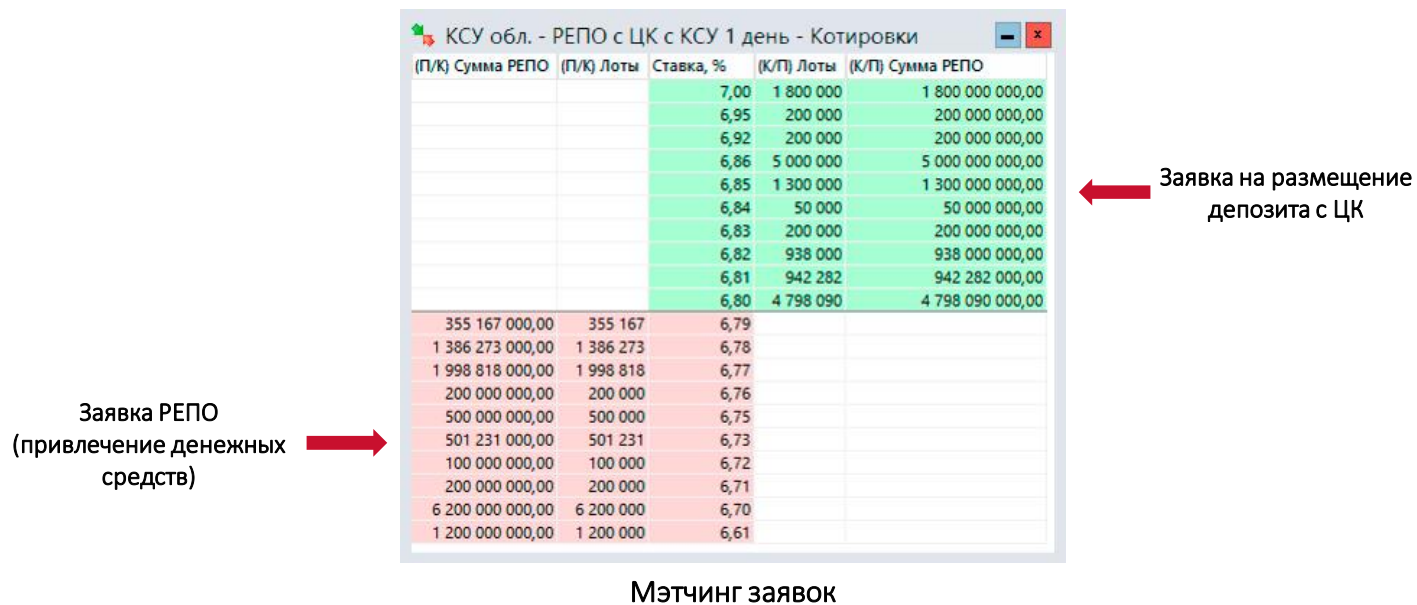 КСУ обл. - РЕПО с ЦК с КСУ 1 день - Котировки
(П/К) Сумма РЕПО (П/К) Лоты Ставка, % (К/П) Лоты (К/П) Сумма РЕПО
7,00 1 800 000 1 800 000 000,00
6,95 200 000 200 000 000,00
6,92 200 000 200 000 000,00
6,86 5 000 000 5 000 000 000,00
6,85 1 300 000 1 300 000 000,00
6,84 50 000 50 000 000,00
6,83 200 000 200 000 000,00
6,82 938 000 938 000 000,00
6,81 942 282 942 282 000,00
6,80 4 798 090 4 798 090 000,00
355 167 000,00 355 167 6,79
1 386 273 000,00 1 386 273 6,78
1 998 818 000,00 1 998 818 6,77
200 000 000,00 200 000 6,76
500 000 000,00 500 000 6,75
501 231 000,00 501 231 6,73
100 000 000,00 100 000 6,72
200 000 000,00 200 000 6,71
6 200 000 000,00 6 200 000 6,70
1 200 000 000,00 1 200 000 6,61
Заявка на размещение
депозита с ЦК
Заявка РЕПО
(привлечение денежных
средств)
Мэтчинг заявок